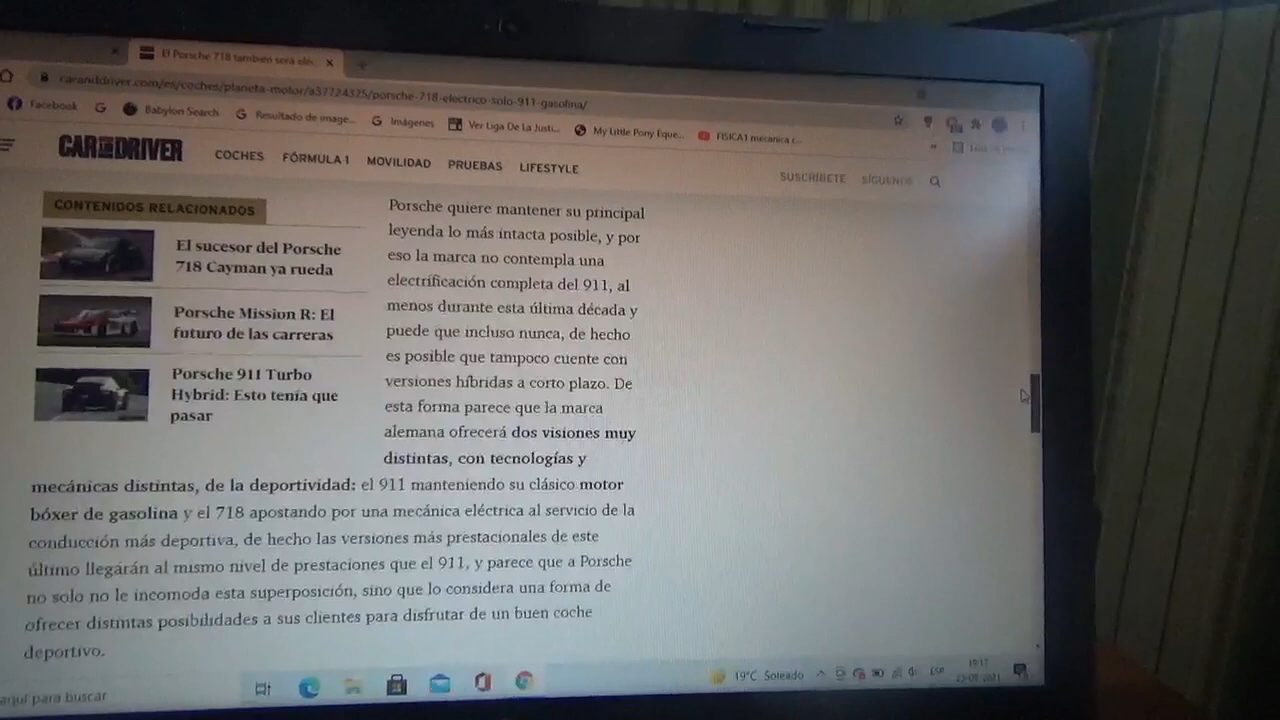 El Porsche 718 también será eléc
caranddriver.com/es/coches/planeta-motor/a37724325/porsche-718-electrico-solo-911-gasolina/
Facebook
Babylon Search
Resultado de image...
Imágenes
Ver Liga De La Justi...
My Little Pony Eque...
FISICA1 mecánica c...
CAR AND DRIVER
COCHES
FÓRMULA 1
MOVILIDAD
PRUEBAS
LIFESTYLE
SUSCRÍBETE
SÍGUENOS
CONTENIDOS RELACIONADOS
El sucesor del Porsche
718 Cayman ya rueda
Porsche Mission R: El
futuro de las carreras
Porsche 911 Turbo
Hybrid: Esto tenía que
pasar
Porsche quiere mantener su principal
leyenda lo más intacta posible, y por
eso la marca no contempla una
electrificación completa del 911, al
menos durante esta última década y
puede que incluso nunca, de hecho
es posible que tampoco cuente con
versiones híbridas a corto plazo. De
esta forma parece que la marca
alemana ofrecerá dos visiones muy
distintas, con tecnologías y
mecánicas distintas, de la deportividad: el 911 manteniendo su clásico motor
bóxer de gasolina y el 718 apostando por una mecánica eléctrica al servicio de la
conducción más deportiva, de hecho las versiones más prestacionales de este
último llegárán al mismo nivel de prestaciones que el 911, y parece que a Porsche
no solo no le incomoda esta superposición, sino que lo considera una forma de
ofrecer distintas posibilidades a sus clientes para disfrutar de un buen coche
deportivo.
aquí para buscar
19°C Soleado
ESP
19:17